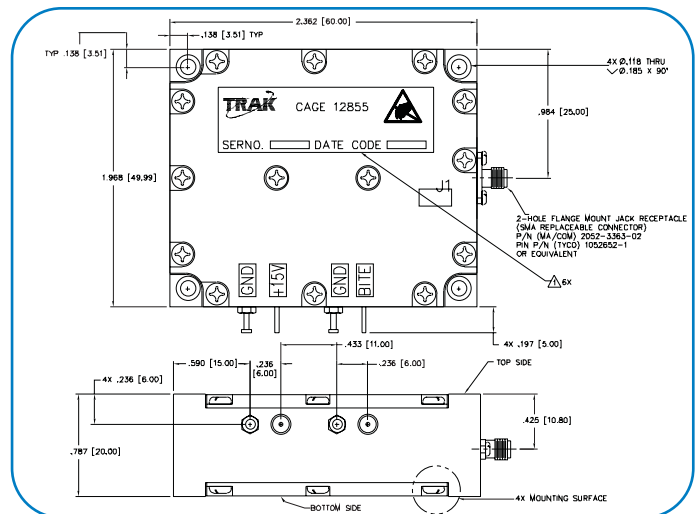 2.362 [60.00]
.138 [3.51] TYP
TYP .138 [3.51]
4X Ø.118 THRU
Ø.185 X 90°
TRAK CAGE 12855
.984 [25.00]
SERNO. DATE CODE
1.968 [49,99]
J1
2-HOLE FLANGE MOUNT JACK RECEPTACLE
(SMA REPLACEABLE CONNECTOR)
P/N (MA/COM) 2052-3363-02
PIN P/N (TYCO) 1052652-1
OR EQUIVALENT
GND
+15V
GND
BITE
1 6X
4X .197 [5.00]
.433 [11.00]
.590 [15.00]
.236
[6.00]
.236 [6.00]
TOP SIDE
4X .236 [6.00]
.425
[10.80]
.787 [20.00]
BOTTOM SIDE
4X MOUNTING SURFACE